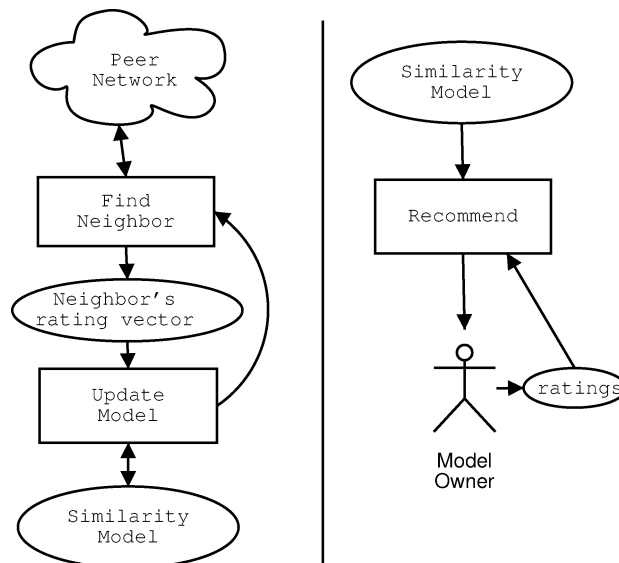 Peer
Network
Find
Neighbor
Neighbor's
rating vector
Update
Model
Similarity
Model
Similarity
Model
Recommend
ratings
Model
Owner